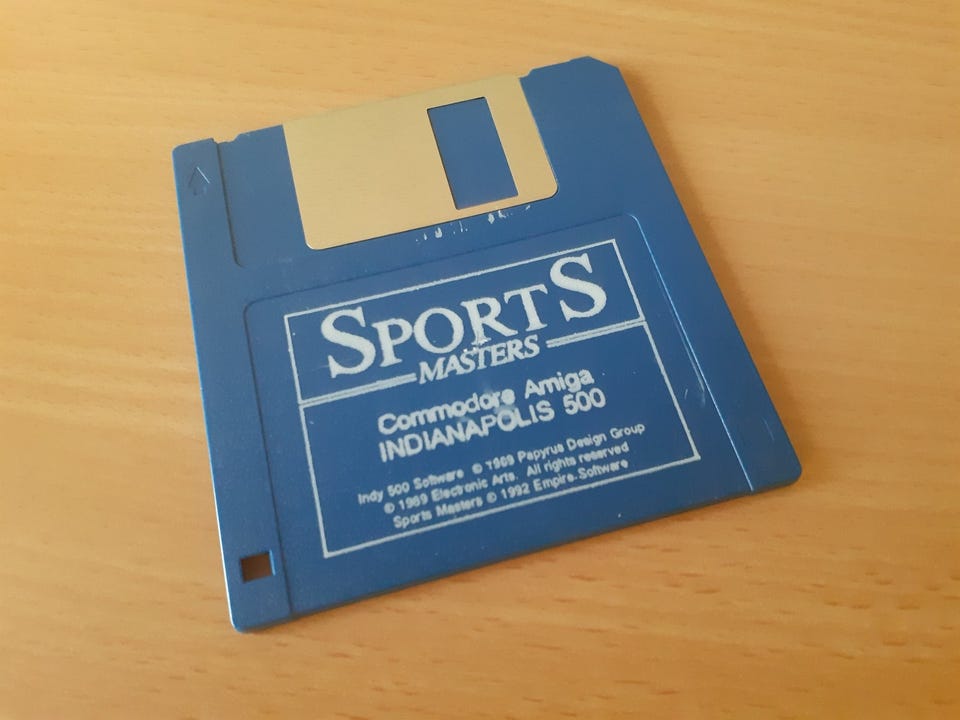 SPORTS
MASTERS
Commodore Amiga
INDIANAPOLIS 500
Indy 500 Software © 1989 Papyrus Design Group
© 1989 Electronic Arts. All rights reserved
Sports Masters © 1992 Empire Software